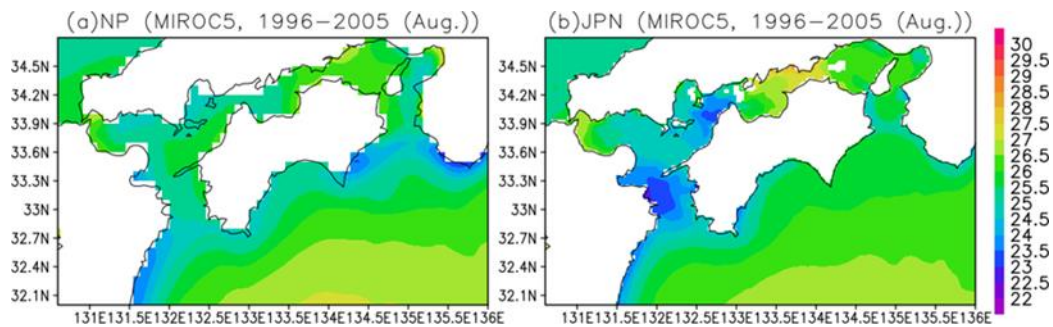 (a)NP (MIROC5, 1996−2005 (Aug.))
(b)JPN (MIROC5, 1996−2005 (Aug.))
34.5N
34.2N
33.9N
33.6N
33.3N
33N
32.7N
32.4N
32.1N
131E131.5E132E132.5E133E133.5E134E134.5E135E135.5E136E
34.5N
34.2N
33.9N
33.6N
33.3N
33N
32.7N
32.4N
32.1N
131E131.5E132E132.5E133E133.5E134E134.5E135E135.5E136E
30
29.5
29
28.5
28
27.5
27
26.5
26
25.5
25
24.5
24
23.5
23
22.5
22